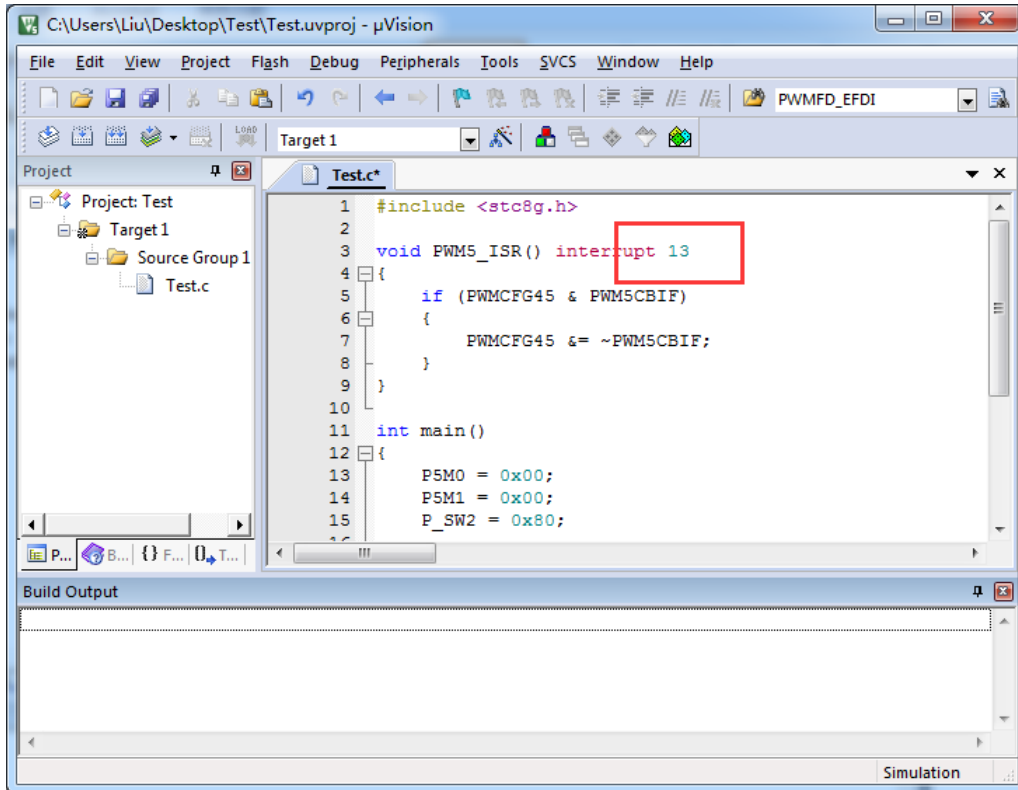 C:\Users\Liu\Desktop\Test\Test.uvproj - µVision
File Edit View Project Flash Debug Peripherals Tools SVCS Window Help
PWMFD_EFDI
LOAD Target 1
Project
Test.c*
Project: Test
Target 1
Source Group 1
Test.c
1 #include <stc8g.h>
2
3 void PWM5_ISR() interrupt 13
4 {
5 if (PWMCFG45 & PWM5CBIF)
6 {
7 PWMCFG45 &= ~PWM5CBIF;
8 }
9 }
10
11 int main()
12 {
13 P5M0 = 0x00;
14 P5M1 = 0x00;
15 P_SW2 = 0x80;
P... B... {} F... 0 T...
Build Output
Simulation